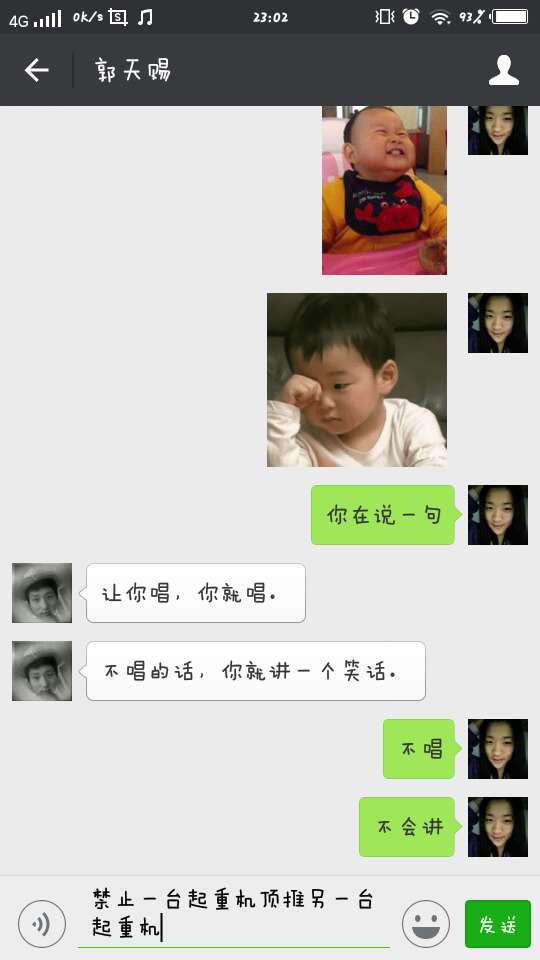 4G 0k/s 23:02 93%
郭天赐
你在说一句
让你唱，你就唱。
不唱的话，你就讲一个笑话。
不唱
不会讲
禁止一台起重机顶推另一台
起重机
发送